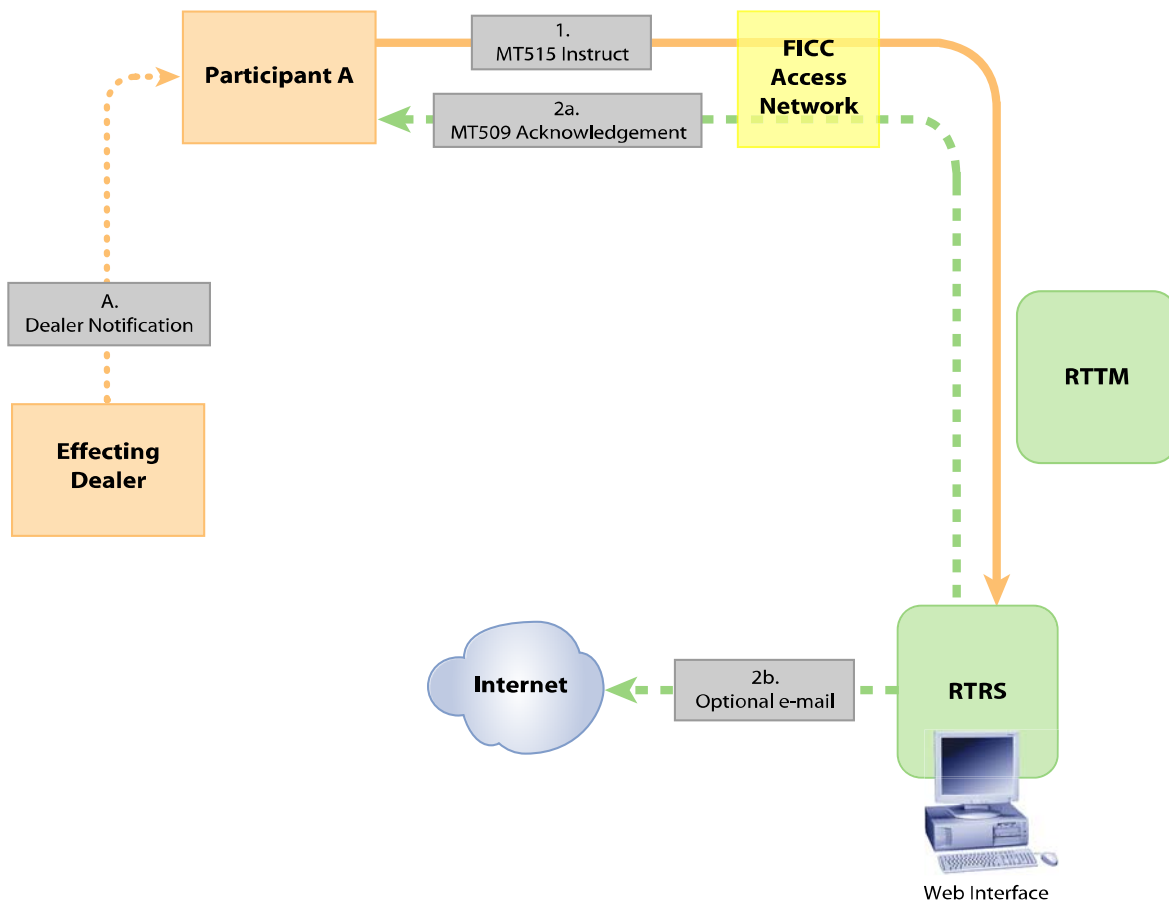 1.
MT515 Instruct
FICC
Access
Network
Participant A
2a.
MT509 Acknowledgement
A.
Dealer Notification
RTTM
Effecting
Dealer
Internet
2b.
Optional e-mail
RTRS
Web Interface